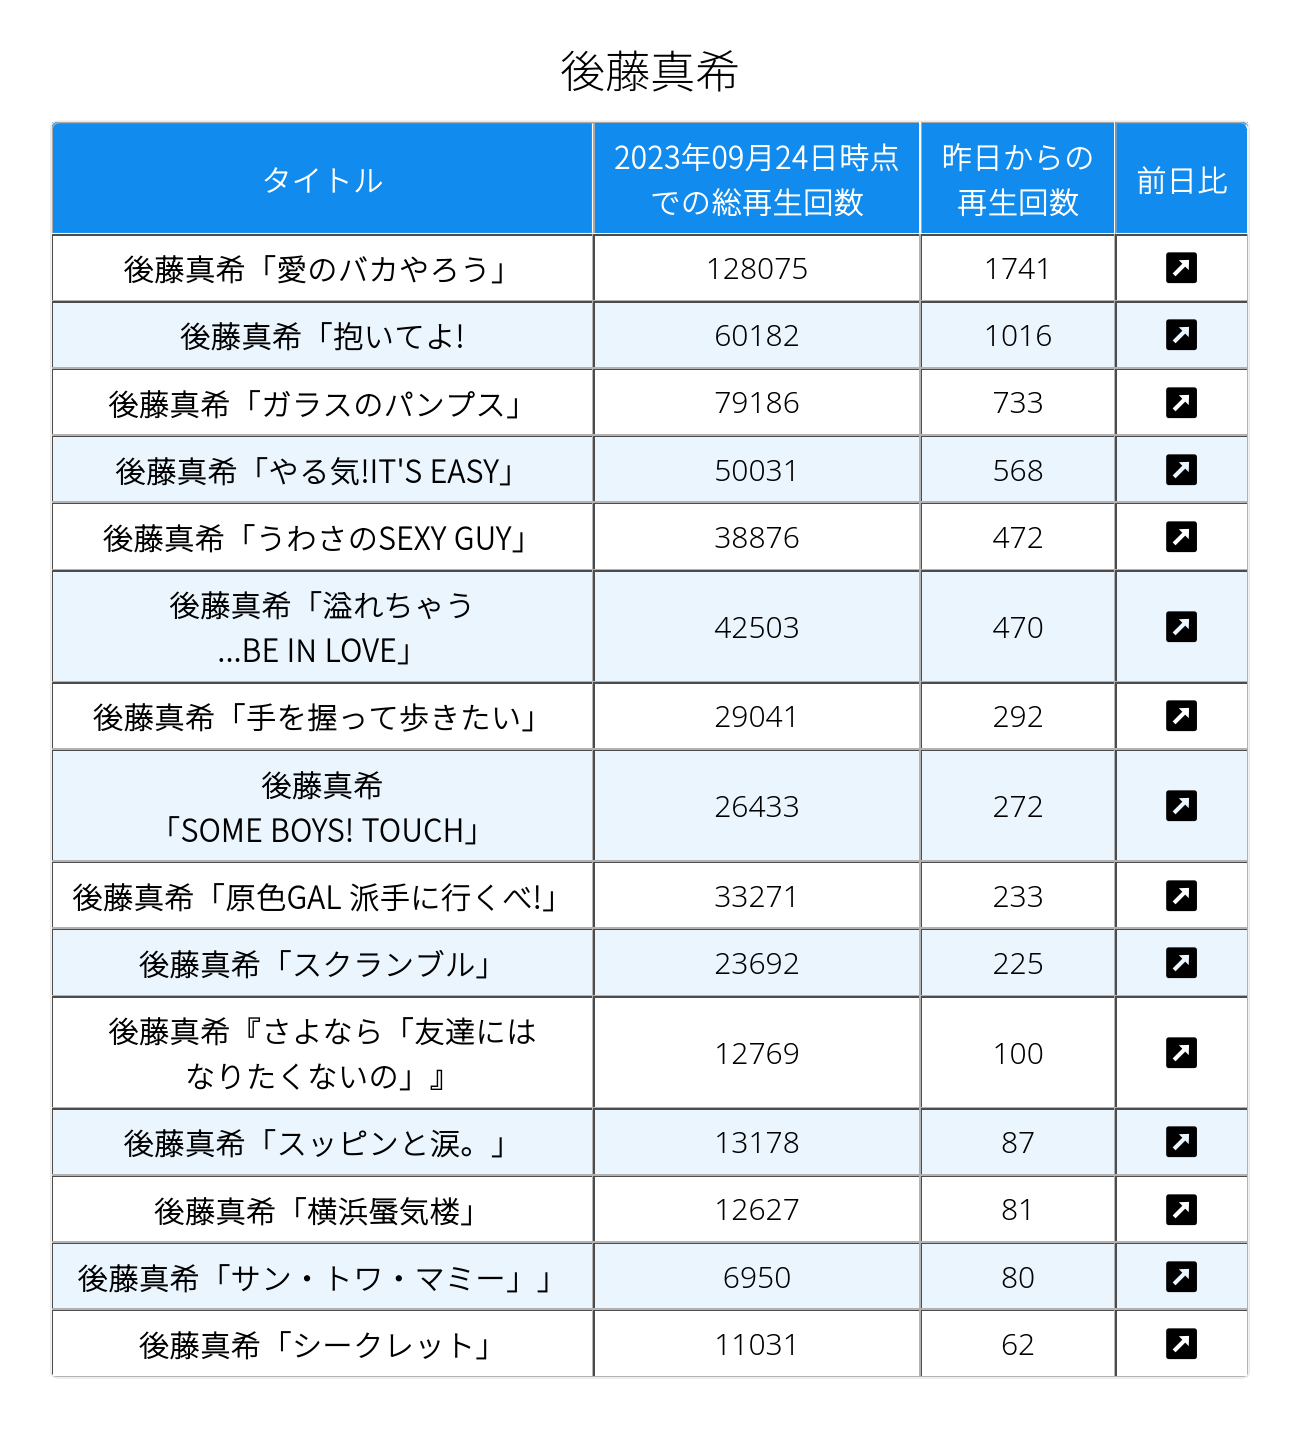 後藤真希
タイトル
2023年09月24日時点
での総再生回数
昨日からの
再生回数
前日比
後藤真希「愛のバカやろう」 128075 1741
後藤真希「抱いてよ! 60182 1016
後藤真希「ガラスのパンプス」 79186 733
後藤真希「やる気!IT'S EASY」 50031 568
後藤真希「うわさのSEXY GUY」 38876 472
後藤真希「溢れちゃう
...BE IN LOVE」 42503 470
後藤真希「手を握って歩きたい」 29041 292
後藤真希
「SOME BOYS! TOUCH」 26433 272
後藤真希「原色GAL 派手に行くべ!」 33271 233
後藤真希「スクランブル」 23692 225
後藤真希『さよなら「友達には
なりたくないの」』 12769 100
後藤真希「スッピンと涙。」 13178 87
後藤真希「横浜蜃気楼」 12627 81
後藤真希「サン・トワ・マミー」」 6950 80
後藤真希「シークレット」 11031 62